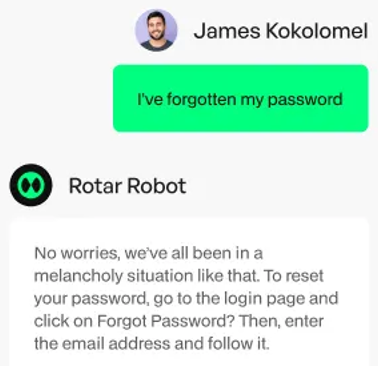 James Kokolomel
I've forgotten my password
Rotar Robot
No worries, we've all been in a
melancholy situation like that. To reset
your password, go to the login page and
click on Forgot Password? Then, enter
the email address and follow it.